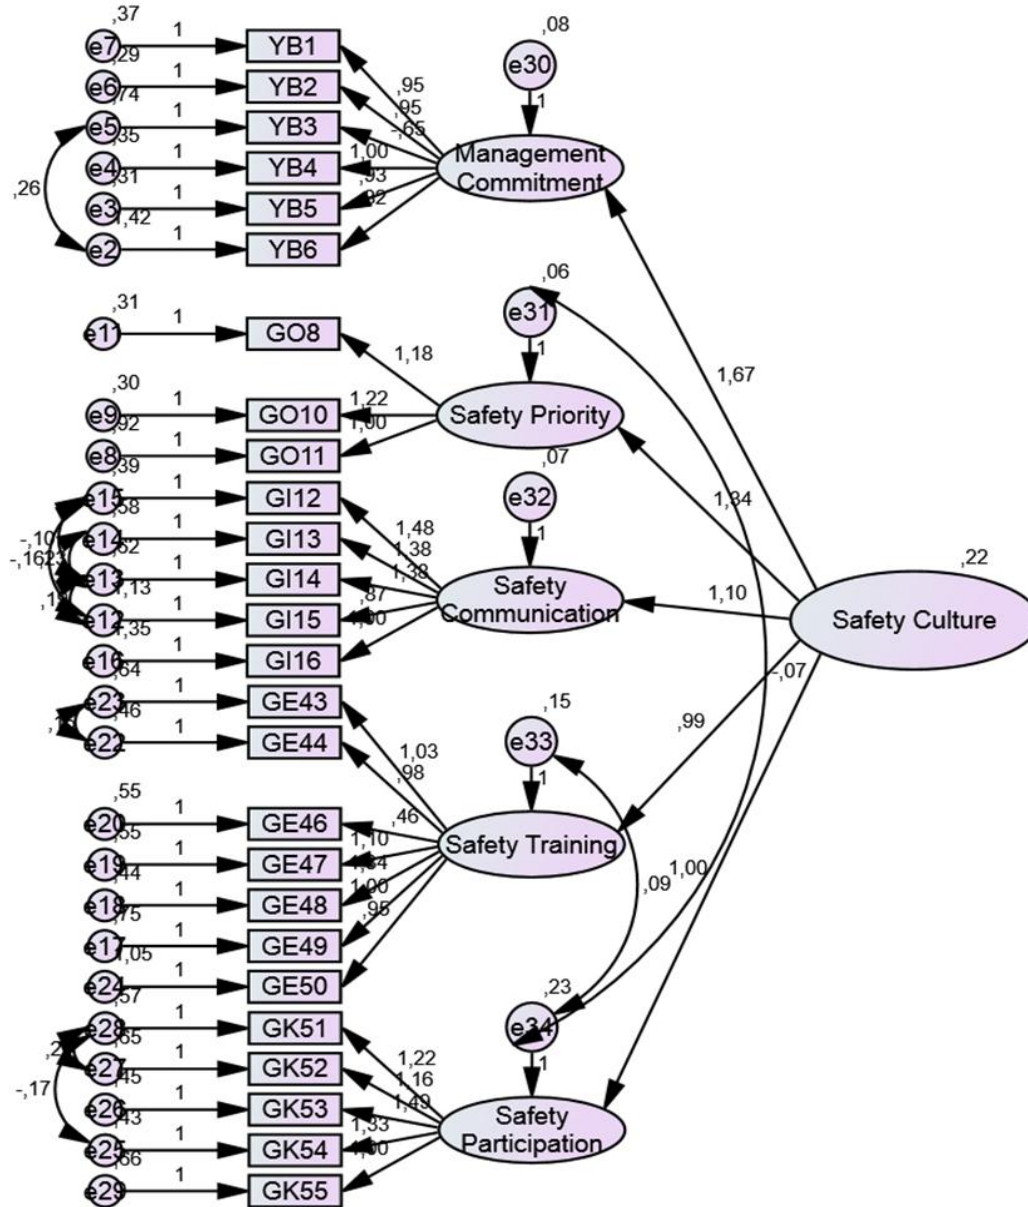 ,37
e7
1
YB1
,08
e30
1
,29
e6
1
YB2
,95
,95
-,65
1,00
,93
,74
e5
1
YB3
,35
e4
1
YB4
Management
Commitment
,26
,31
e3
1
YB5
1,42
e2
1
YB6
,06
e31
1
,31
e11
1
GO8
1,18
1,67
,30
e9
1
GO10
1,22
1,00
Safety Priority
,92
e8
1
GO11
,07
e32
1
1,34
,39
e15
1
GI12
1,48
,58
e14
1
GI13
1,38
1,38
,87
1,00
-,10
e13
1
GI14
Safety
Communication
1,10
,22
Safety Culture
1,13
e12
1
GI15
1,35
e16
1
GI16
-,07
,64
e23
1
GE43
,15
e33
1
,99
,46
e22
1
GE44
1,03
,98
,55
e20
1
GE46
,46
Safety Training
e19
1
GE47
1,10
,44
e18
1
GE48
1,00
,95
,09
1,00
,75
e17
1
GE49
1,05
e24
1
GE50
,23
e34
1
,57
e28
1
GK51
1,22
,65
e27
1
GK52
1,16
1,49
-,17
,45
e26
1
GK53
1,33
Safety
Participation
,43
e25
1
GK54
1,00
e29
1
GK55